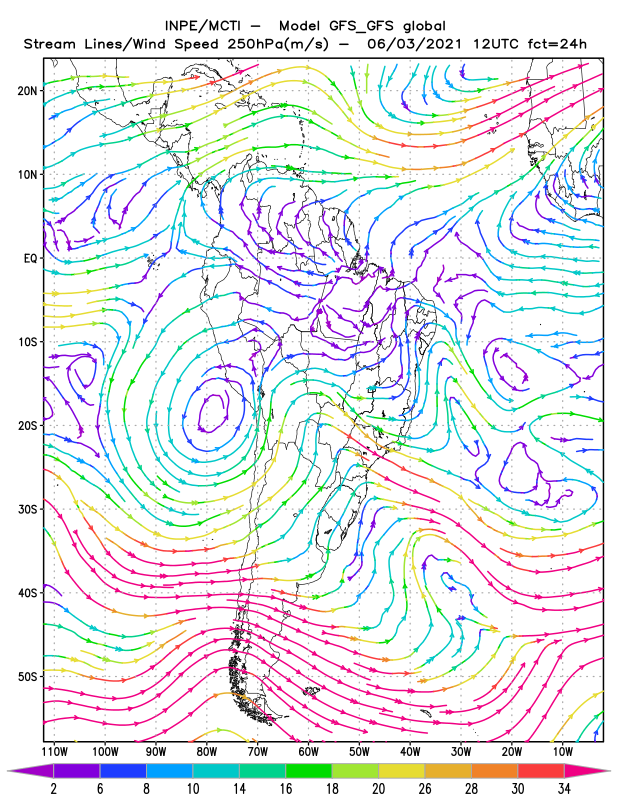 INPE/MCTI -  Model GFS_GFS global
Stream Lines/Wind Speed 250hPa(m/s) -  06/03/2021 12UTC fct=24h
20N
10N
EQ
10S
20S
30S
40S
50S
110W 100W 90W 80W 70W 60W 50W 40W 30W 20W 10W
2 6 8 10 14 16 18 20 26 28 30 34